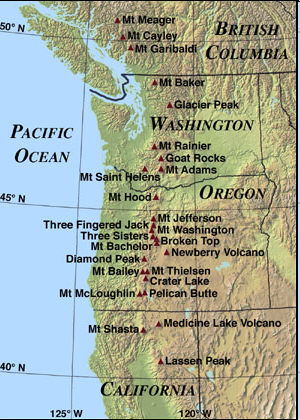 50° N
Mt Meager
BRITISH
COLUMBIA
Mt Cayley
Mt Garibaldi
Mt Baker
Glacier Peak
WASHINGTON
PACIFIC
OCEAN
Mt Rainier
Goat Rocks
Mt Adams
Mt Saint Helens
OREGON
45° N
Mt Hood
Mt Jefferson
Three Fingered Jack
Mt Washington
Three Sisters
Broken Top
Mt Bachelor
Newberry Volcano
Diamond Peak
Mt Bailey
Mt Thielsen
Crater Lake
Mt McLoughlin
Pelican Butte
Medicine Lake Volcano
Mt Shasta
Lassen Peak
40° N
CALIFORNIA
125° W
120° W